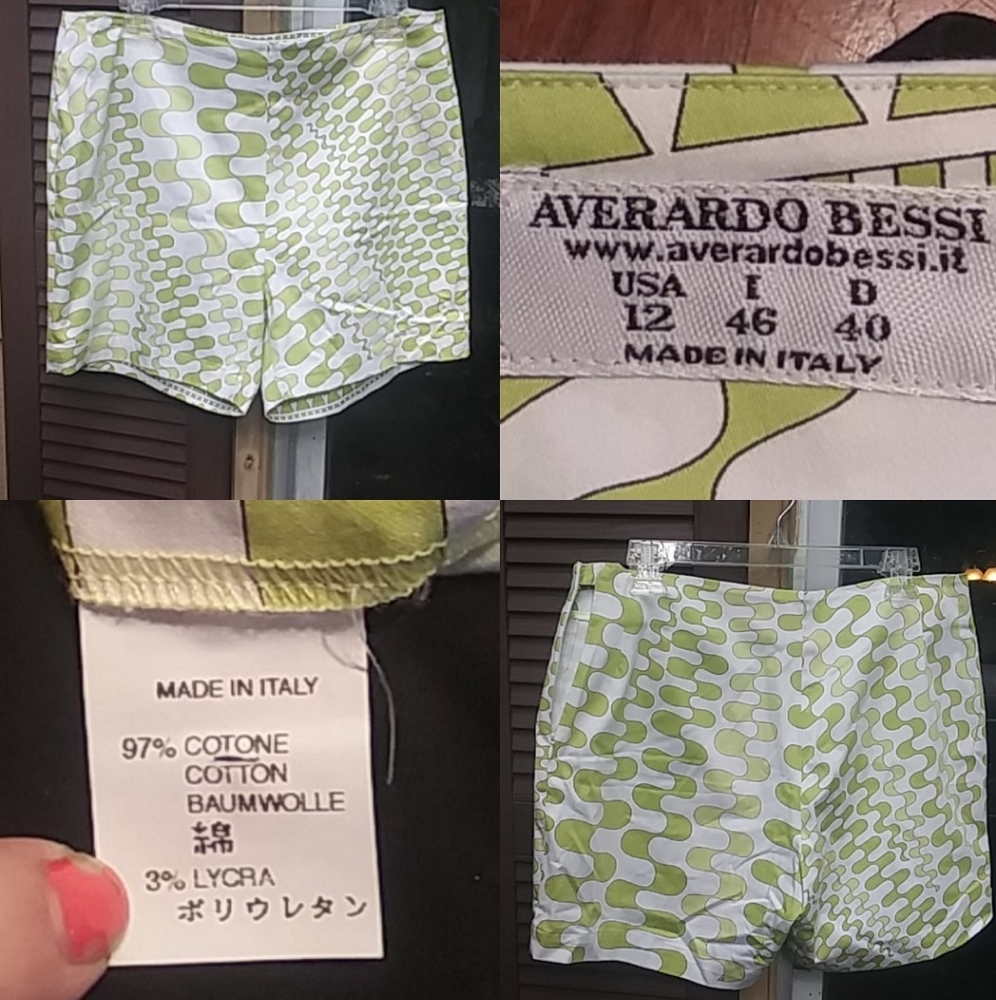 AVERARDO BESSI
www.averardobessi.it
USA I D
12 46 40
MADE IN ITALY
MADE IN ITALY
97% COTONE
COTTON
BAUMWOLLE
綿
3% LYCRA
ポリウレタン